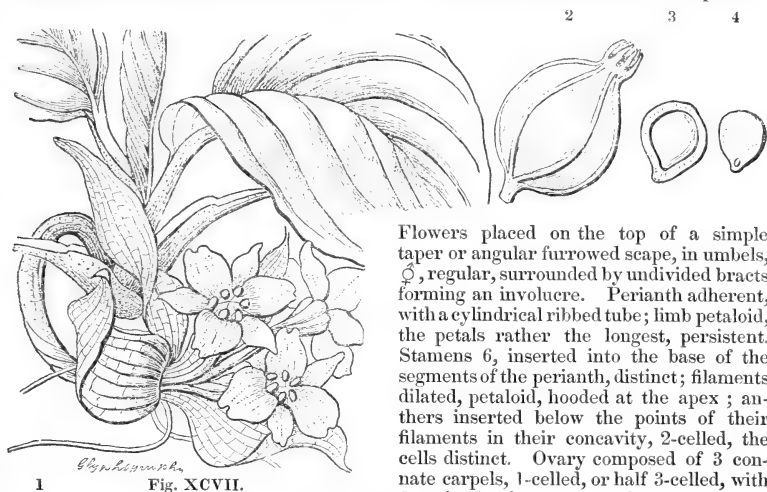 2 3 4
Flowers placed on the top of a simple
taper or angular furrowed scape, in umbels,
⚥, regular, surrounded by undivided bracts
forming an involucre. Perianth adherent,
with a cylindrical ribbed tube; limb petaloid,
the petals rather the longest, persistent.
Stamens 6, inserted into the base of the
segments of the perianth, distinct; filaments
dilated, petaloid, hooded at the apex; an-
thers inserted below the points of their
filaments in their concavity, 2-celled, the
cells distinct. Ovary composed of 3 con-
nate carpels, 1-celled, or half 3-celled, with
1 Fig. XCVII.